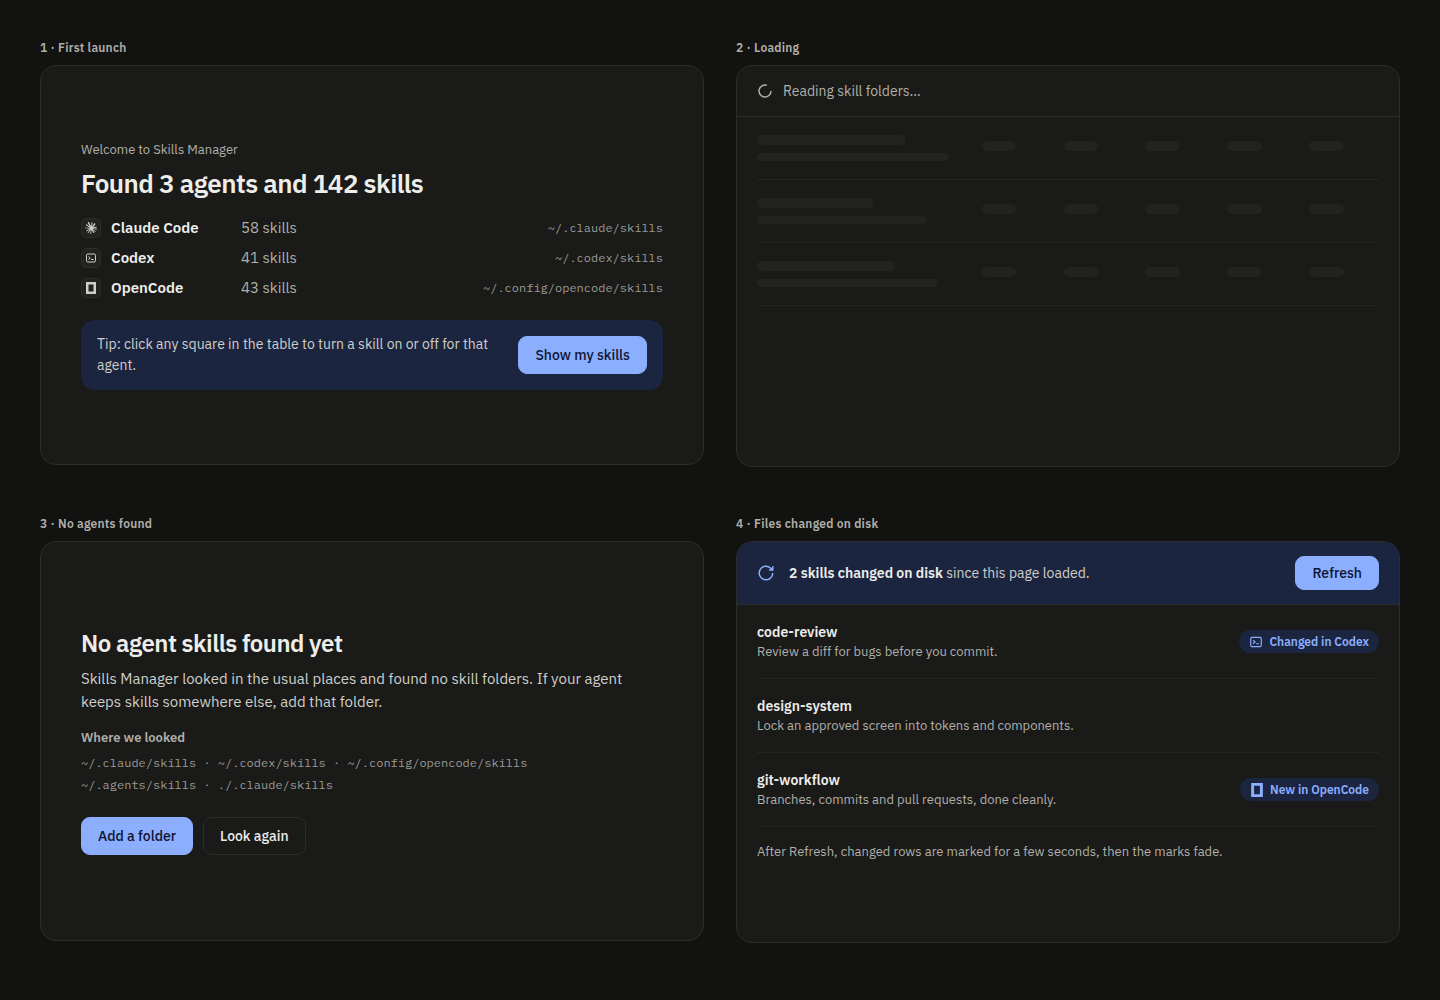 1 · First launch
Welcome to Skills Manager
Found 3 agents and 142 skills
Claude Code 58 skills ~/.claude/skills
Codex 41 skills ~/.codex/skills
OpenCode 43 skills ~/.config/opencode/skills
Tip: click any square in the table to turn a skill on or off for that
agent.
Show my skills
2 · Loading
Reading skill folders…
3 · No agents found
No agent skills found yet
Skills Manager looked in the usual places and found no skill folders. If your agent
keeps skills somewhere else, add that folder.
Where we looked
~/.claude/skills · ~/.codex/skills · ~/.config/opencode/skills
~/.agents/skills · ./.claude/skills
Add a folder
Look again
4 · Files changed on disk
2 skills changed on disk since this page loaded.
Refresh
code-review
Review a diff for bugs before you commit.
Changed in Codex
design-system
Lock an approved screen into tokens and components.
git-workflow
Branches, commits and pull requests, done cleanly.
New in OpenCode
After Refresh, changed rows are marked for a few seconds, then the marks fade.